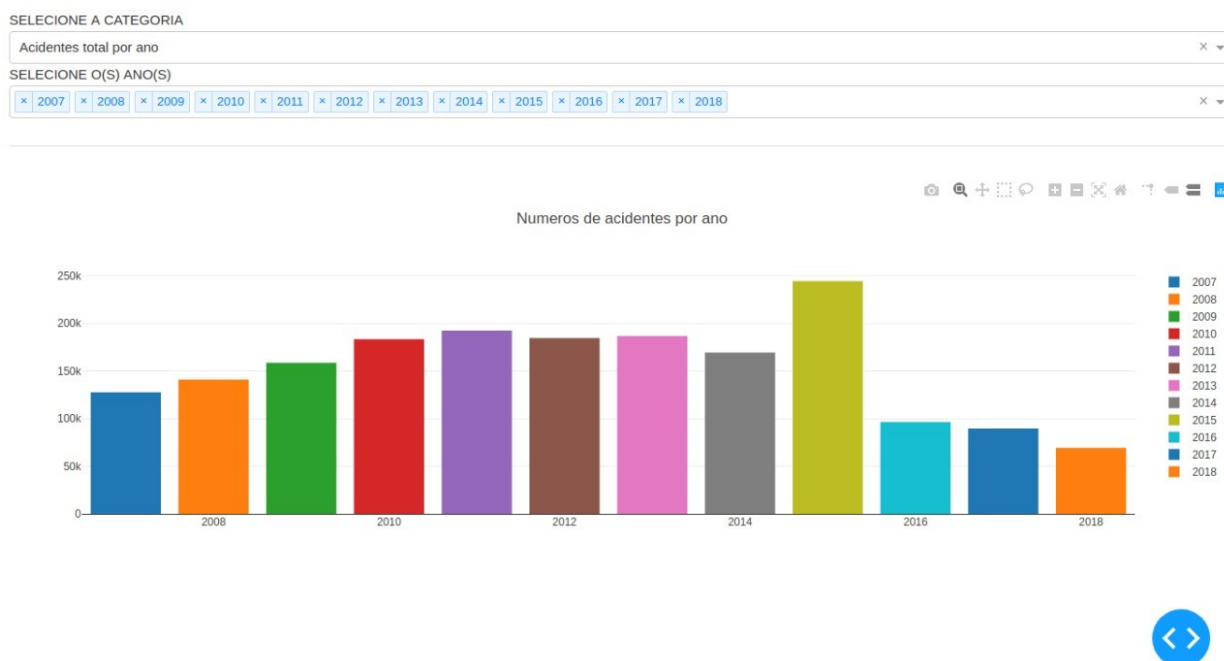 SELECIONE A CATEGORIA
Acidentes total por ano
SELECIONE O(S) ANO(S)
× 2007 × 2008 × 2009 × 2010 × 2011 × 2012 × 2013 × 2014 × 2015 × 2016 × 2017 × 2018
Numeros de acidentes por ano
250k
200k
150k
100k
50k
0
2008 2010 2012 2014 2016 2018
2007
2008
2009
2010
2011
2012
2013
2014
2015
2016
2017
2018